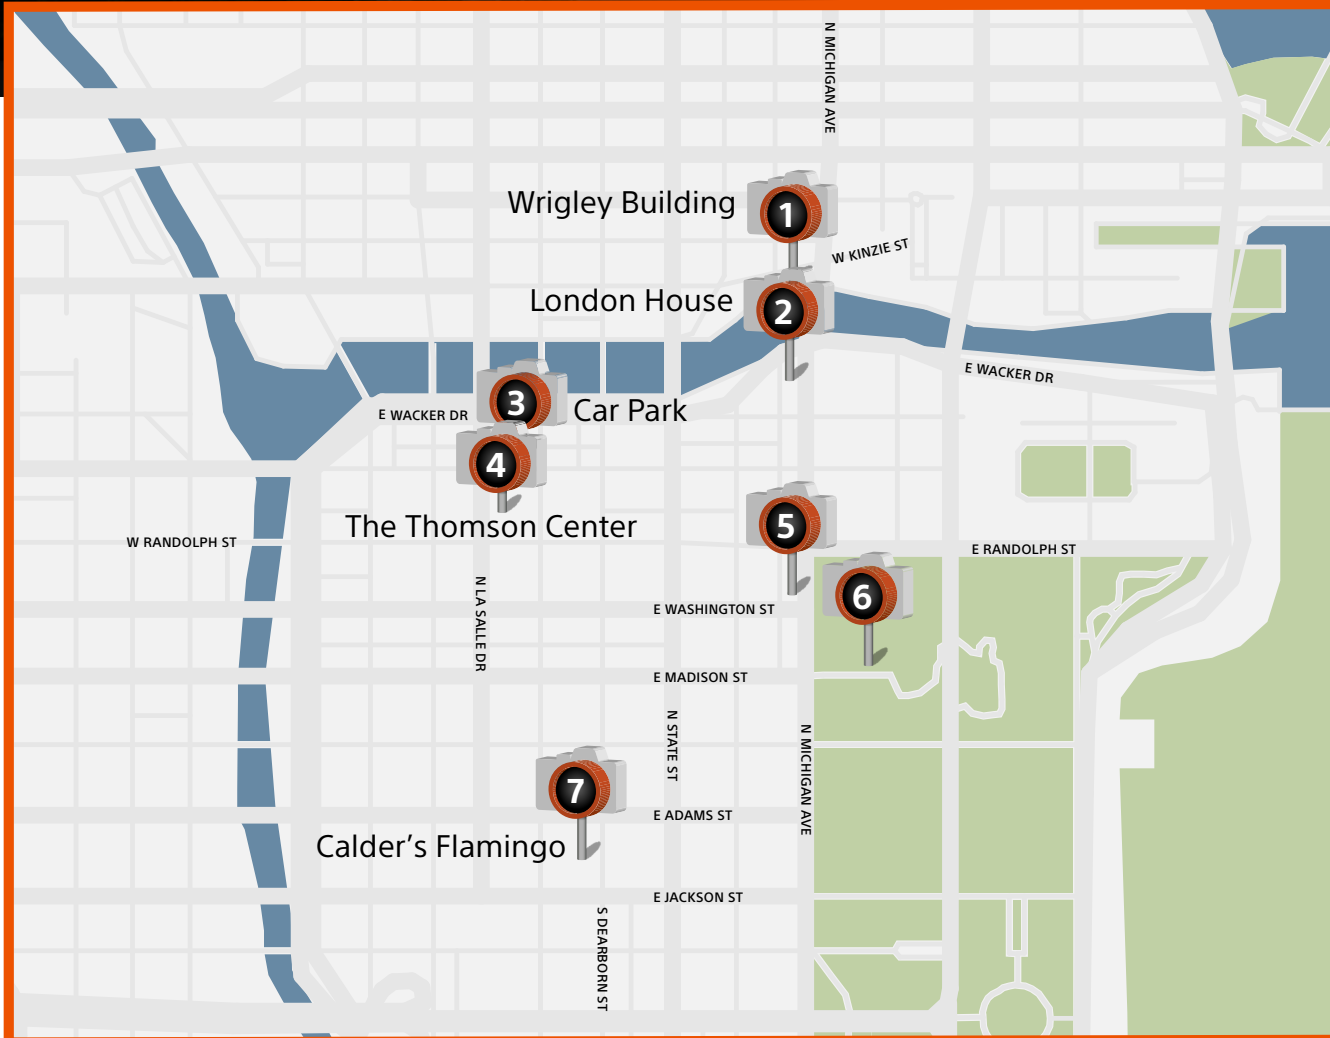 N MICHIGAN AVE
Wrigley Building
1
W KINZIE ST
London House
2
E WACKER DR
3
Car Park
E WACKER DR
4
The Thomson Center
5
W RANDOLPH ST
E RANDOLPH ST
6
N LA SALLE DR
E WASHINGTON ST
E MADISON ST
N STATE ST
N MICHIGAN AVE
7
E ADAMS ST
Calder’s Flamingo
E JACKSON ST
S DEARBORN ST